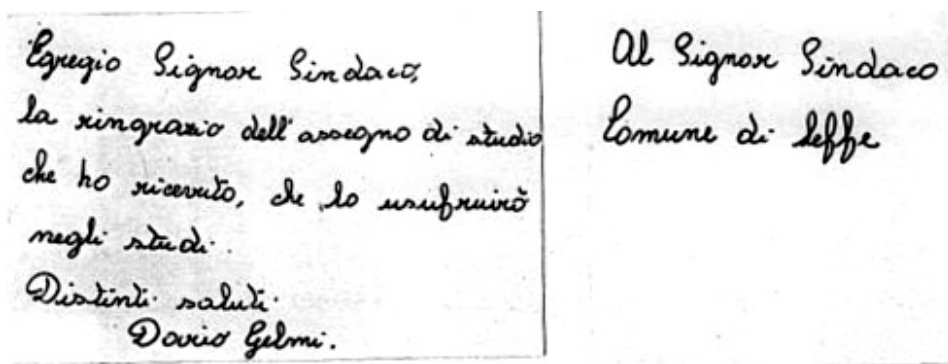 Egregio Signor Sindaco,
la ringrazio dell'assegno di studio
che ho ricevuto, che lo usufruirò
negli studi.
Distinti saluti.
Dario Gelmi.
Al Signor Sindaco
Comune di Leffe